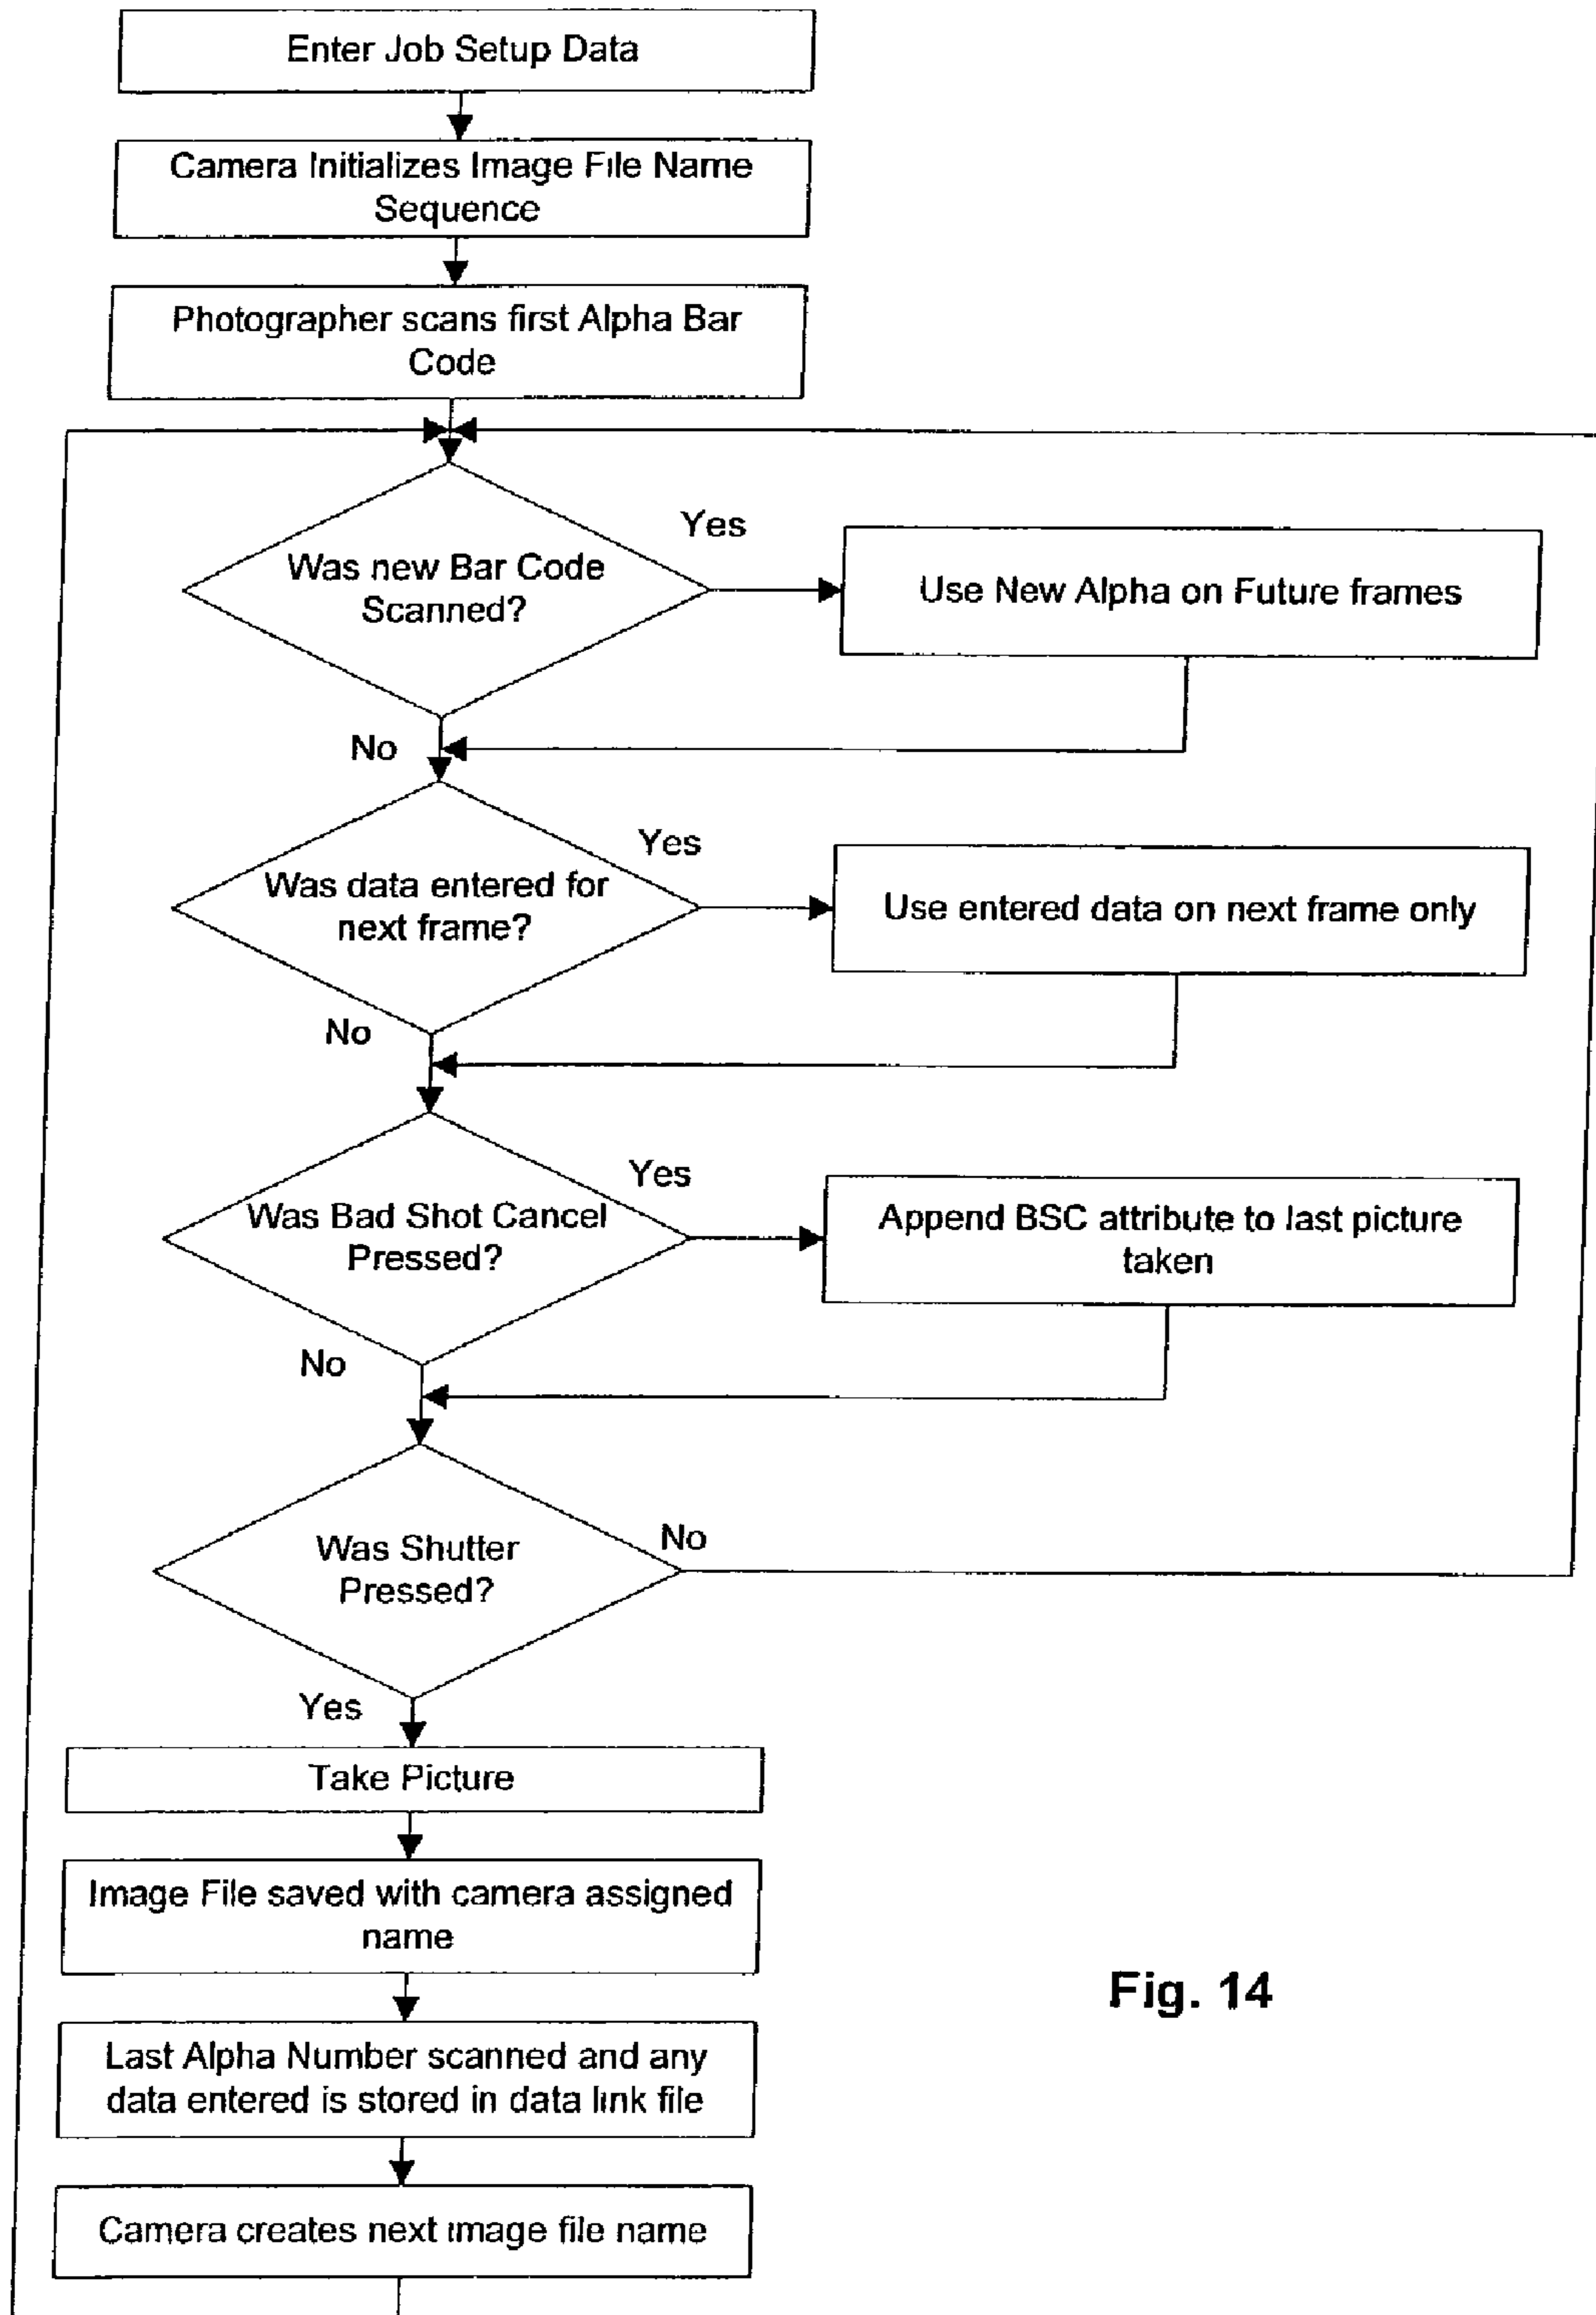 Enter Job Setup Data
Camera Initializes Image File Name
Sequence
Photographer scans first Alpha Bar
Code
Was new Bar Code
Scanned?
Yes
Use New Alpha on Future frames
No
Was data entered for
next frame?
Yes
Use entered data on next frame only
No
Was Bad Shot Cancel
Pressed?
Yes
Append BSC attribute to last picture
taken
No
Was Shutter
Pressed?
No
Yes
Take Picture
Image File saved with camera assigned
name
Last Alpha Number scanned and any
data entered is stored in data link file
Camera creates next image file name
Fig. 14